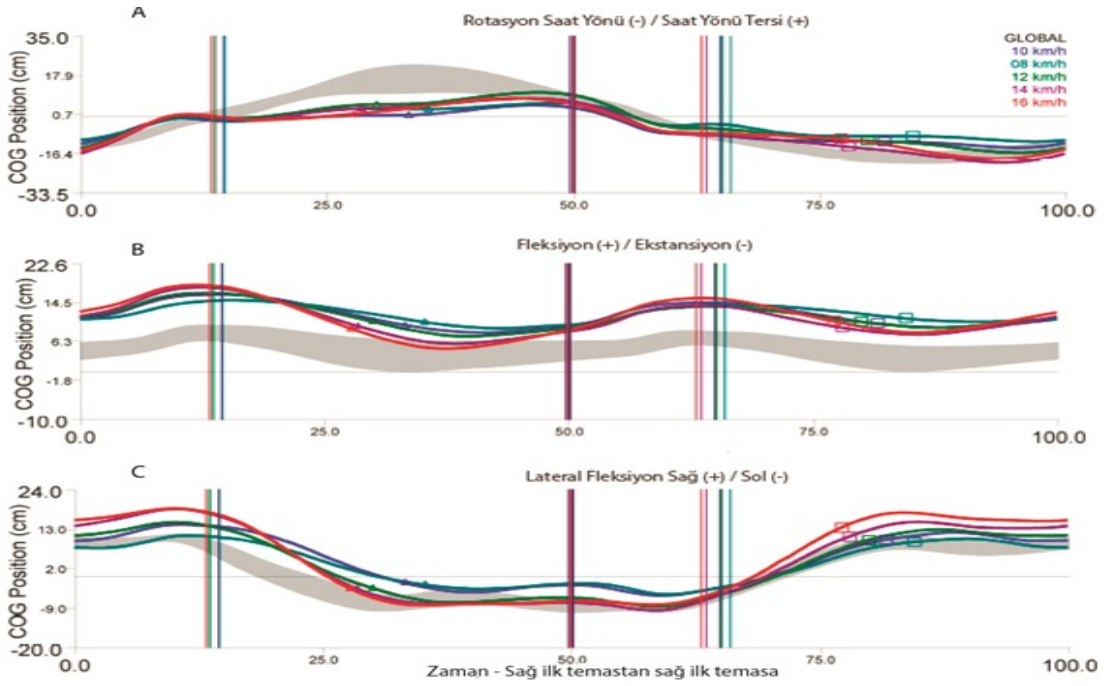 A
Rotasyon Saat Yönü (-) / Saat Yönü Tersi (+)
COG Position (cm)
35.0
17.9
0.7
-16.4
-33.5
GLOBAL
10 km/h
08 km/h
12 km/h
14 km/h
16 km/h
0.0
25.0
50.0
75.0
100.0
B
Fleksiyon (+) / Ekstansiyon (-)
COG Position (cm)
22.6
14.5
6.3
-1.8
-10.0
0.0
25.0
50.0
75.0
100.0
C
Lateral Fleksiyon Sağ (+) / Sol (-)
COG Position (cm)
24.0
13.0
2.0
-9.0
-20.0
0.0
25.0
50.0
75.0
100.0
Zaman - Sağ ilk temastan sağ ilk temasa